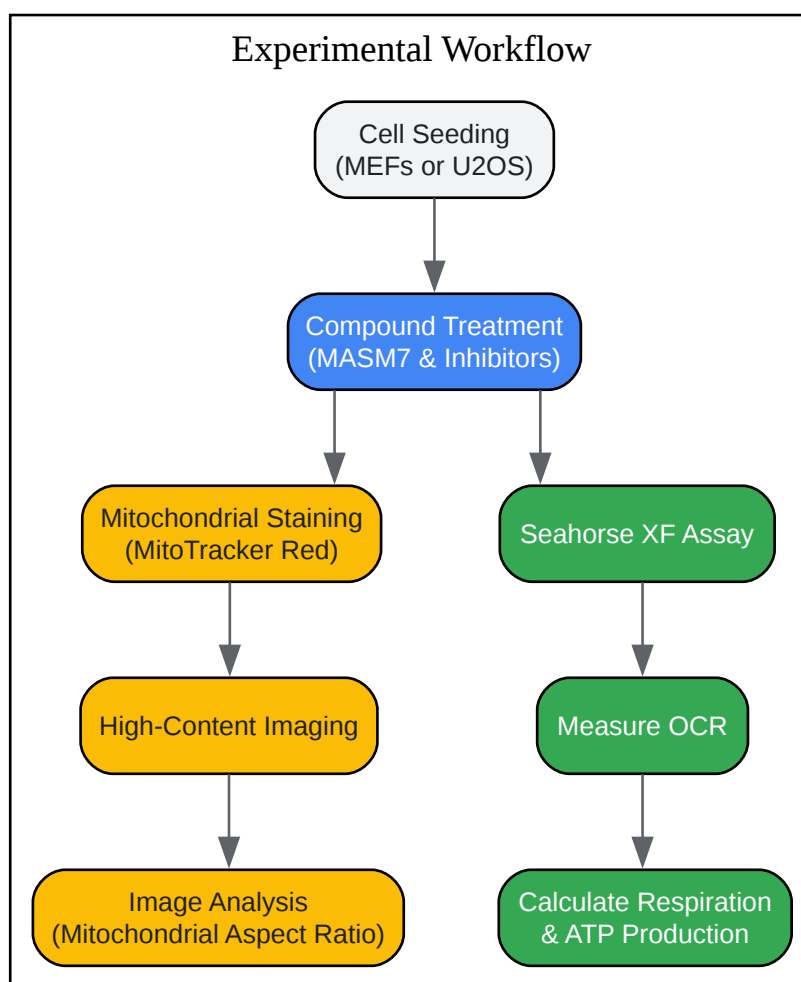 Experimental Workflow
Cell Seeding
(MEFs or U2OS)
Compound Treatment
(MASM7 & Inhibitors)
Mitochondrial Staining
(MitoTracker Red)
Seahorse XF Assay
High-Content Imaging
Measure OCR
Image Analysis
(Mitochondrial Aspect Ratio)
Calculate Respiration
& ATP Production